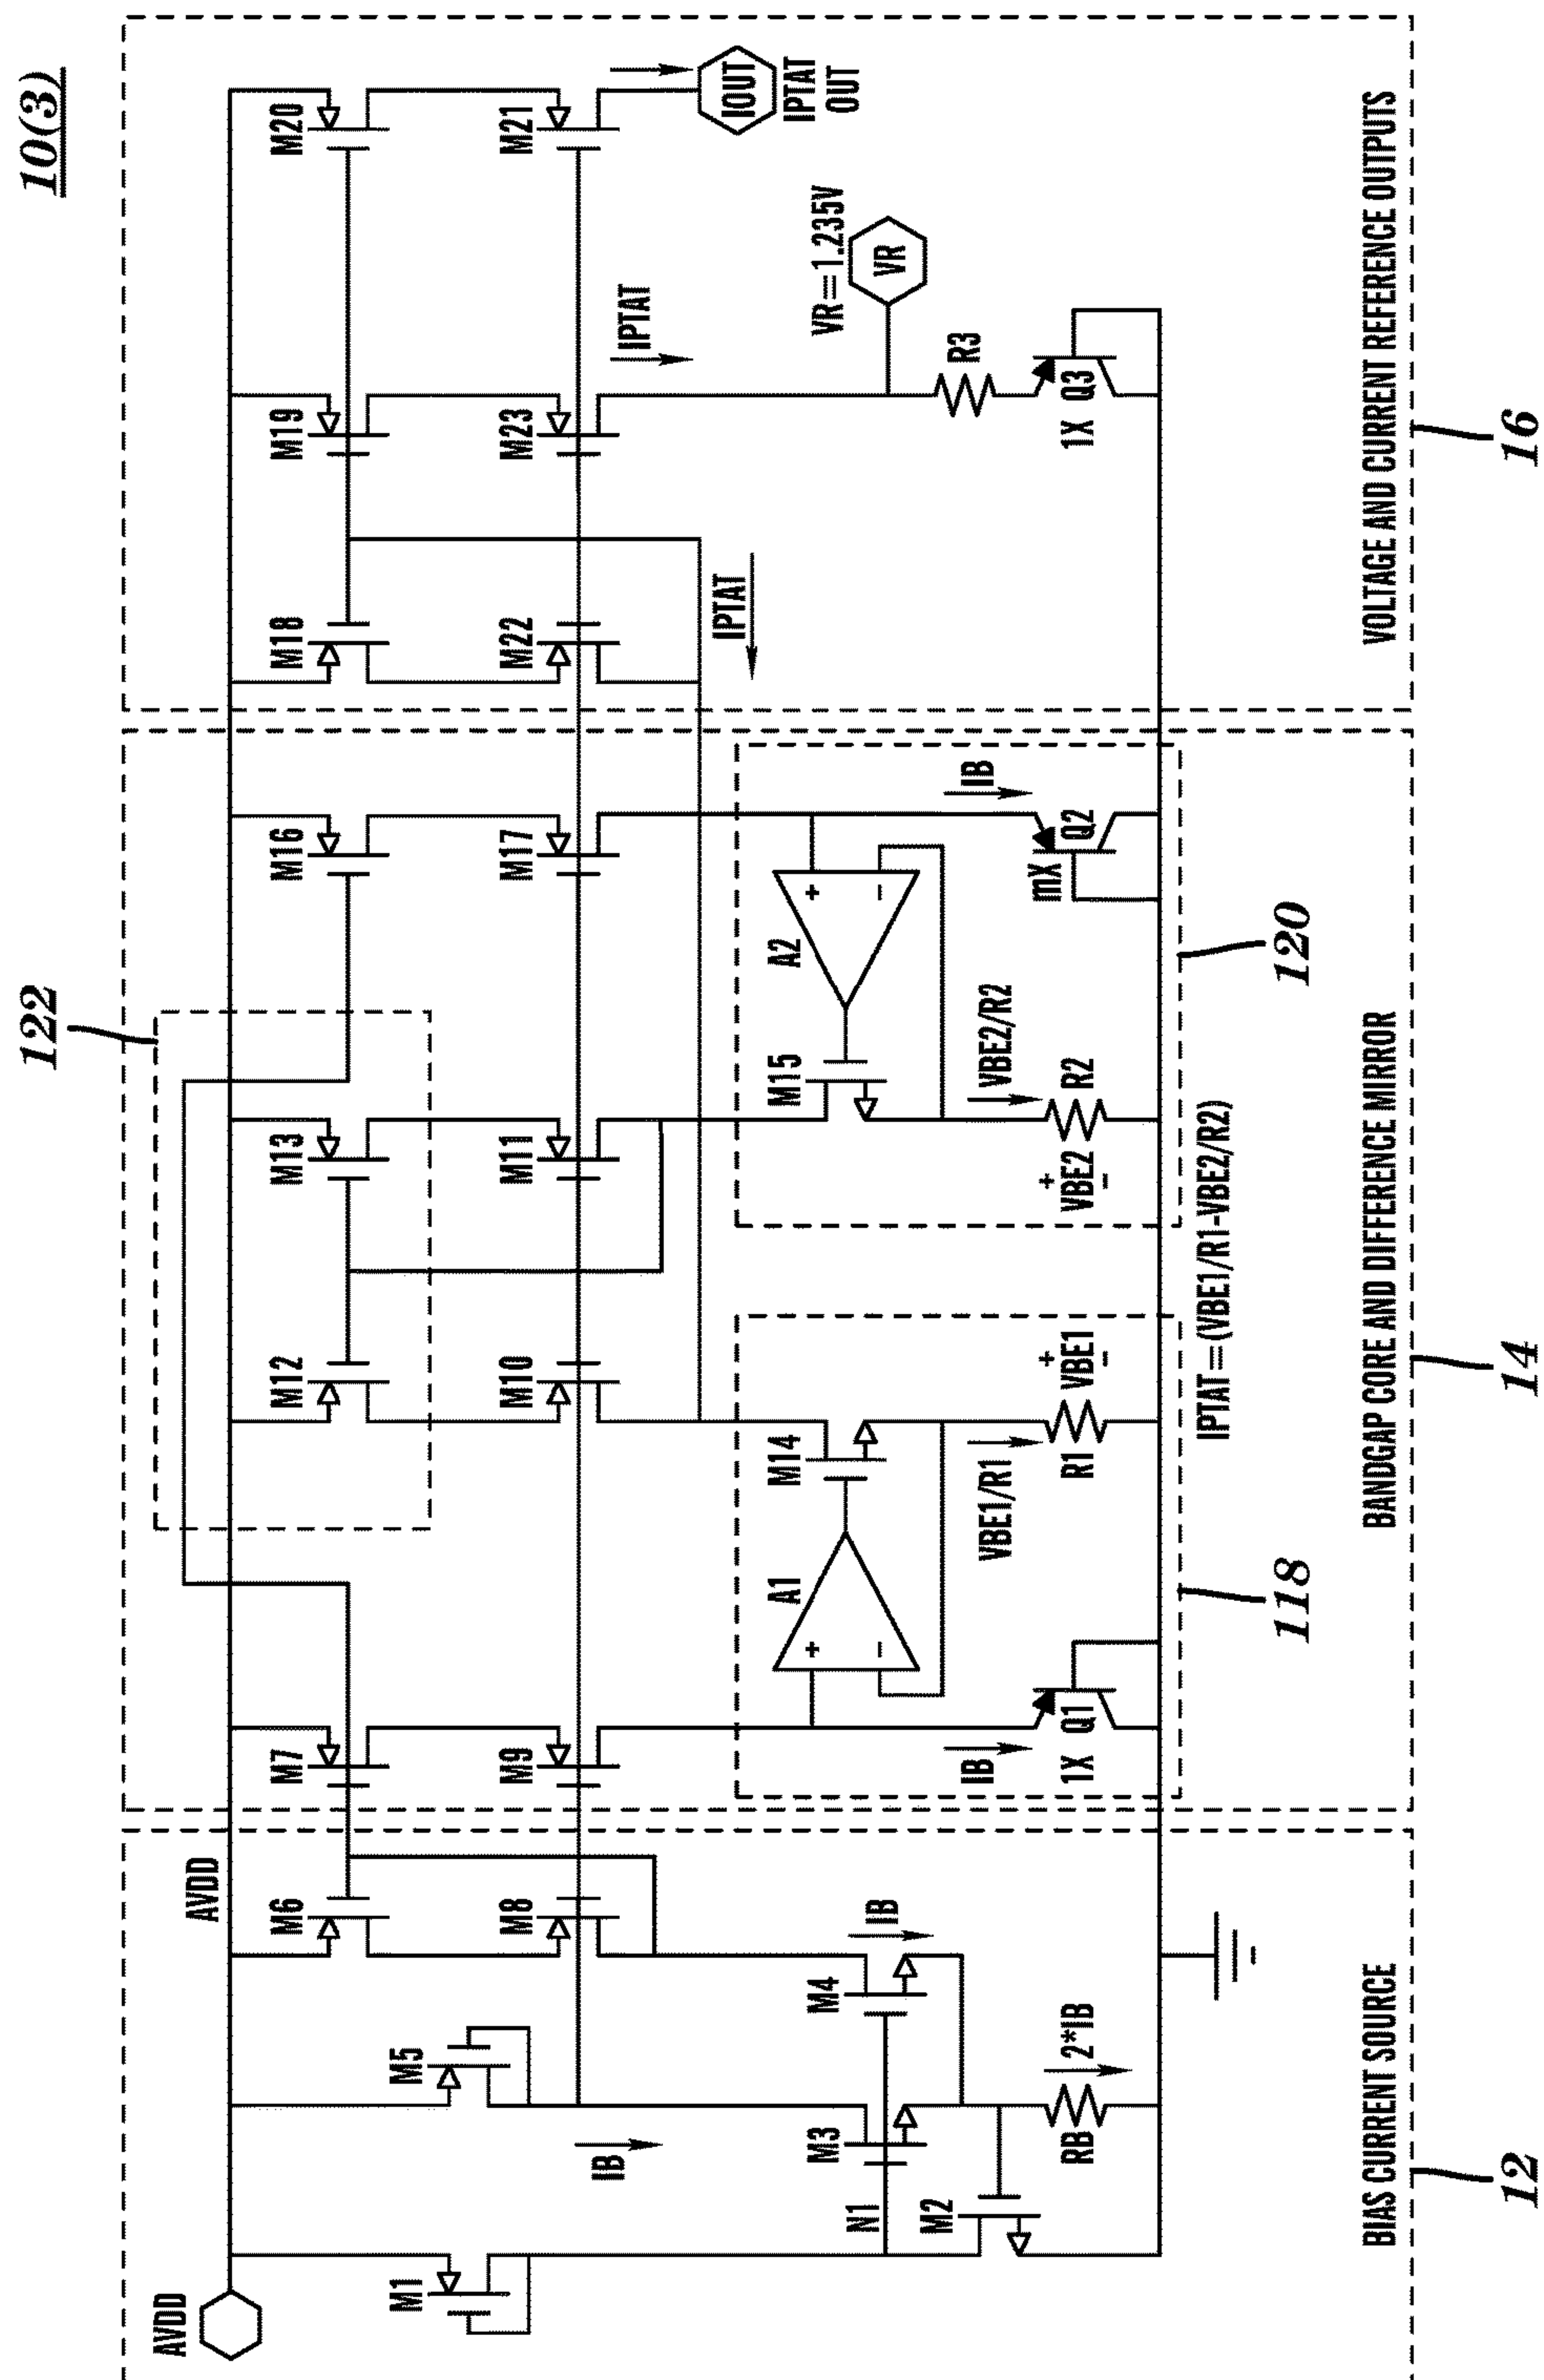 10(3)
122
AVDD
AVDD
M1
M5
M6
M7
M12
M13
M16
M18
M19
M20
M8
M9
M10
M11
M17
M22
M23
M21
IB
IPTAT
IOUT
IPTAT
OUT
IPTAT
VR=1.235V
VR
N1
M3
M4
IB
A1
M14
M15
A2
M2
RB
2*IB
IB
1X Q1
+
−
VBE1/R1
R1
+
VBE1
−
+
VBE2
−
VBE2/R2
R2
+
−
IB
mX
Q2
R3
1X Q3
IPTAT=(VBE1/R1-VBE2/R2)
118
120
BIAS CURRENT SOURCE
BANDGAP CORE AND DIFFERENCE MIRROR
VOLTAGE AND CURRENT REFERENCE OUTPUTS
12
14
16